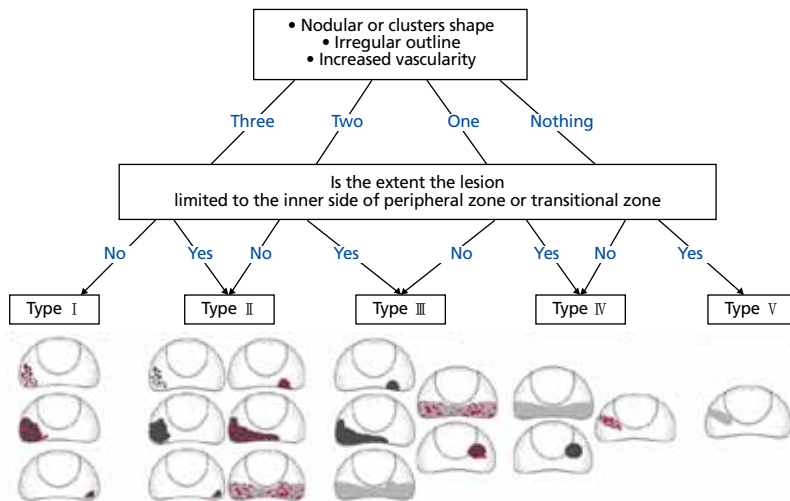 • Nodular or clusters shape
• Irregular outline
• Increased vascularity
Three Two One Nothing
Is the extent the lesion
limited to the inner side of peripheral zone or transitional zone
No Yes No Yes No Yes No Yes
Type Ⅰ Type Ⅱ Type Ⅲ Type Ⅳ Type Ⅴ